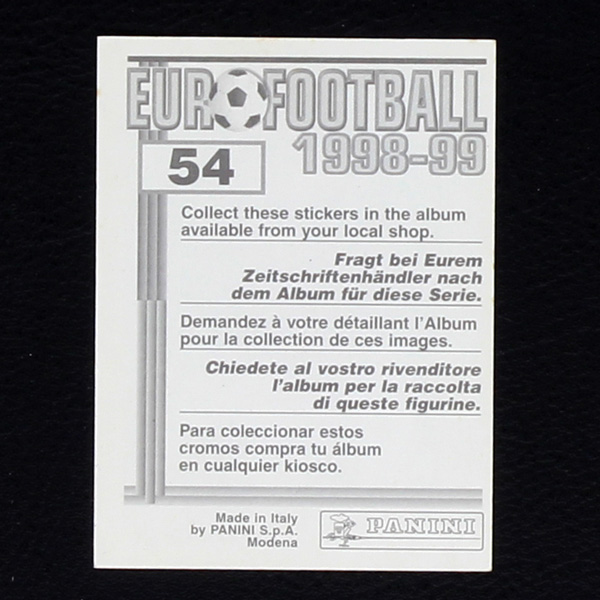 EUROFOOTBALL
1998-99
54
Collect these stickers in the album
available from your local shop.
Fragt bei Eurem
Zeitschriftenhändler nach
dem Album für diese Serie.
Demandez à votre détaillant l'Album
pour la collection de ces images.
Chiedete al vostro rivenditore
l'album per la raccolta
di queste figurine.
Para coleccionar estos
cromos compra tu álbum
en cualquier kiosco.
Made in Italy
by PANINI S.p.A.
Modena
PANINI